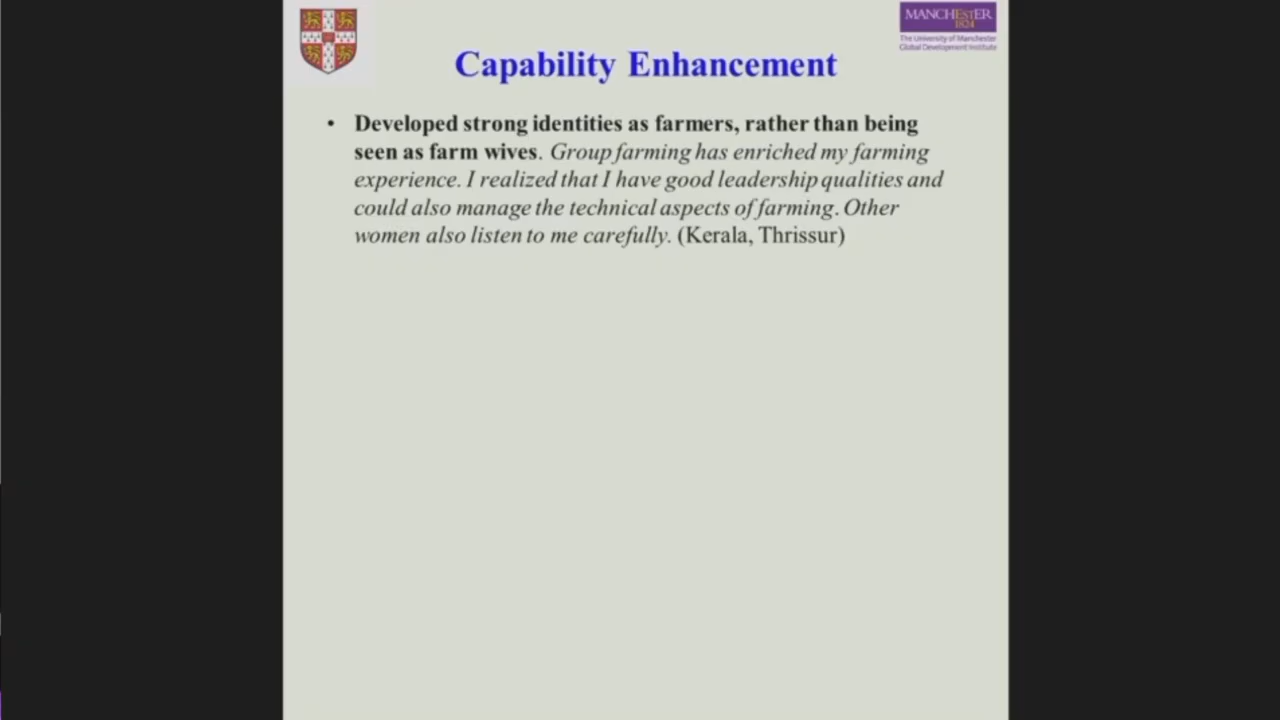 MANCHESTER
1824
The University of Manchester
Global Development Institute
Capability Enhancement
• Developed strong identities as farmers, rather than being
seen as farm wives. Group farming has enriched my farming
experience. I realized that I have good leadership qualities and
could also manage the technical aspects of farming. Other
women also listen to me carefully. (Kerala, Thrissur)